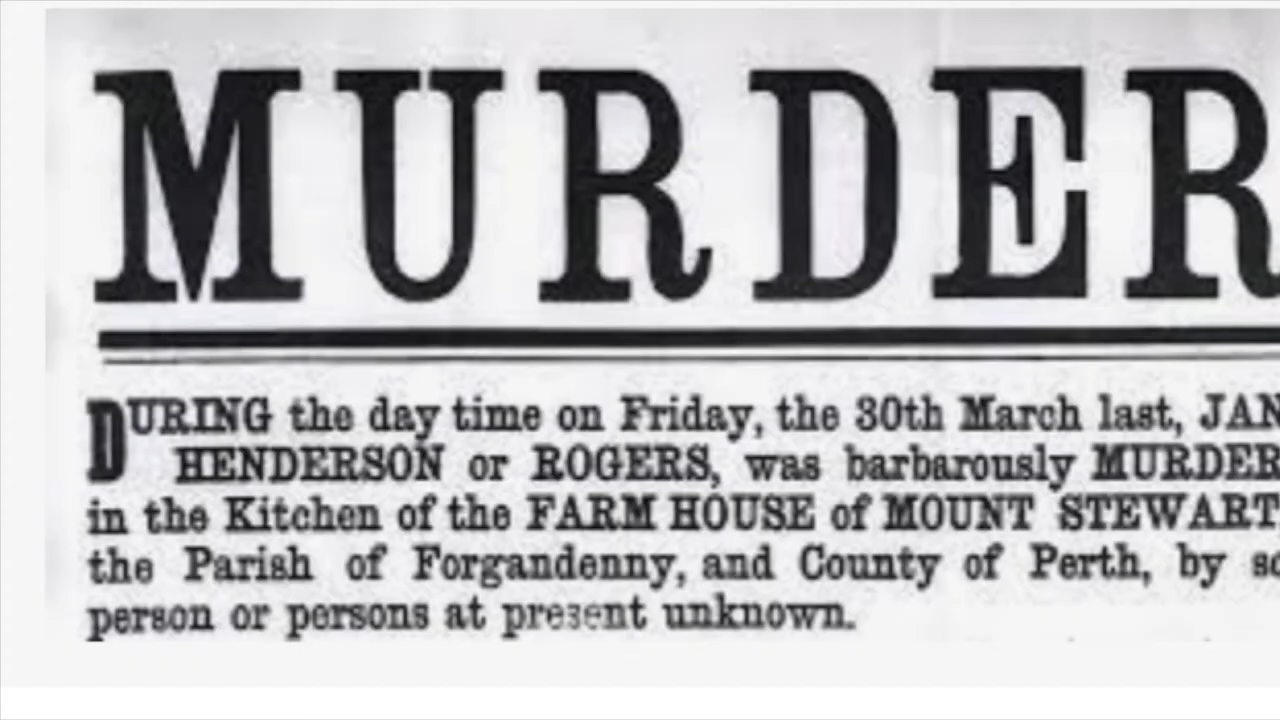 MURDER
DURING the day time on Friday, the 30th March last, JAN
HENDERSON or ROGERS, was barbarously MURDER
in the Kitchen of the FARM HOUSE of MOUNT STEWART
the Parish of Forgandenny, and County of Perth, by so
person or persons at present unknown.